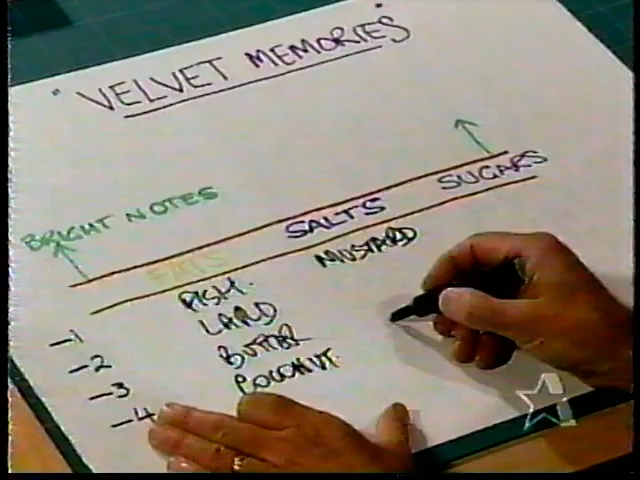 "VELVET MEMORIES"
BRIGHT NOTES
FATS SALTS SUGARS
-1 FISH. MUSTARD
-2 LARD
-3 BUTTER
-4 COCONUT.